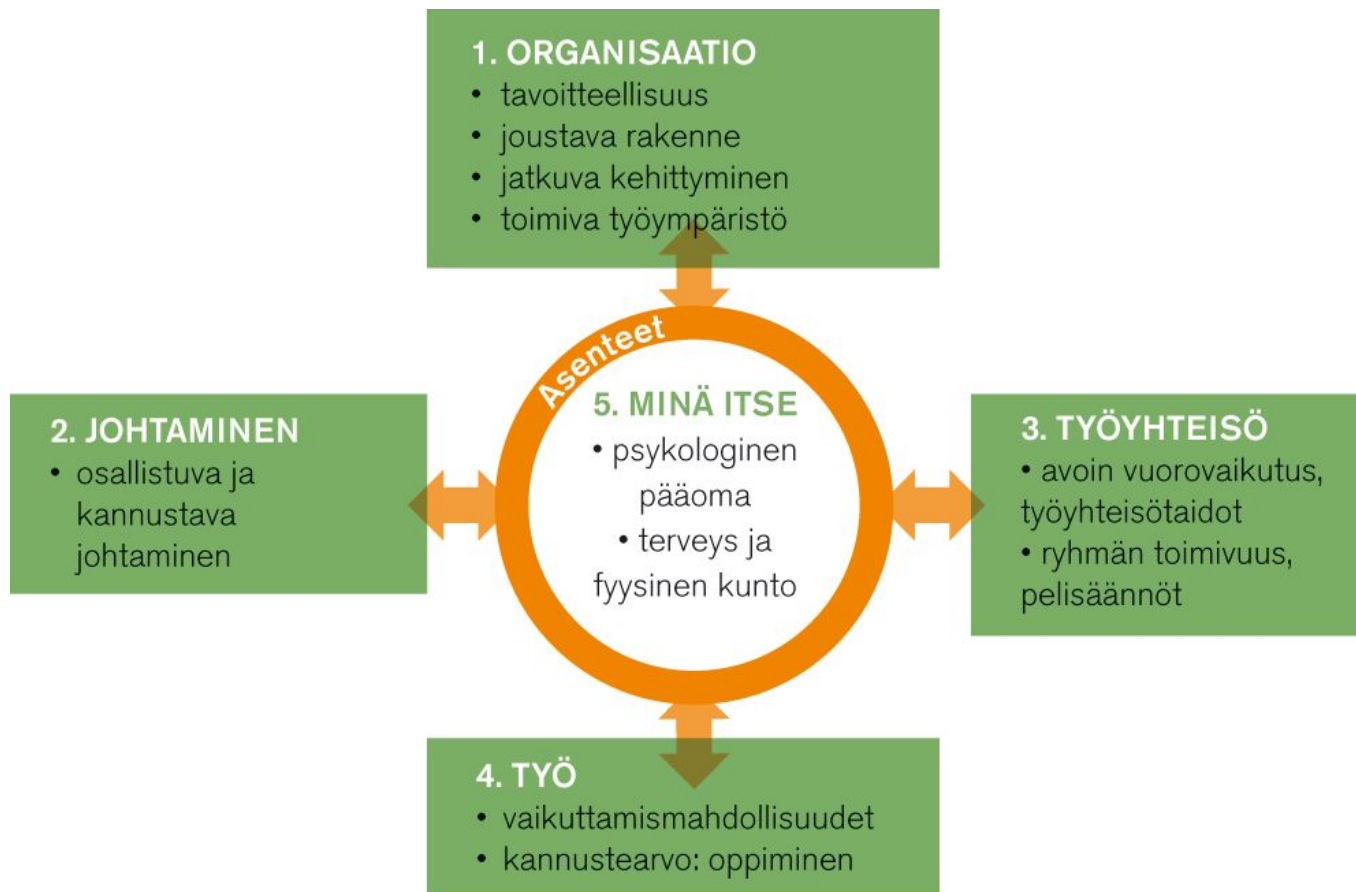 1. ORGANISAATIO
• tavoitteellisuus
• joustava rakenne
• jatkuva kehittyminen
• toimiva työympäristö
Asenteet
2. JOHTAMINEN
• osallistuva ja
kannustava
johtaminen
5. MINÄ ITSE
• psykologinen
pääoma
• terveys ja
fyysinen kunto
3. TYÖYHTEISÖ
• avoin vuorovaikutus,
työyhteisötaidot
• ryhmän toimivuus,
pelisäännöt
4. TYÖ
• vaikuttamismahdollisuudet
• kannustearvo: oppiminen